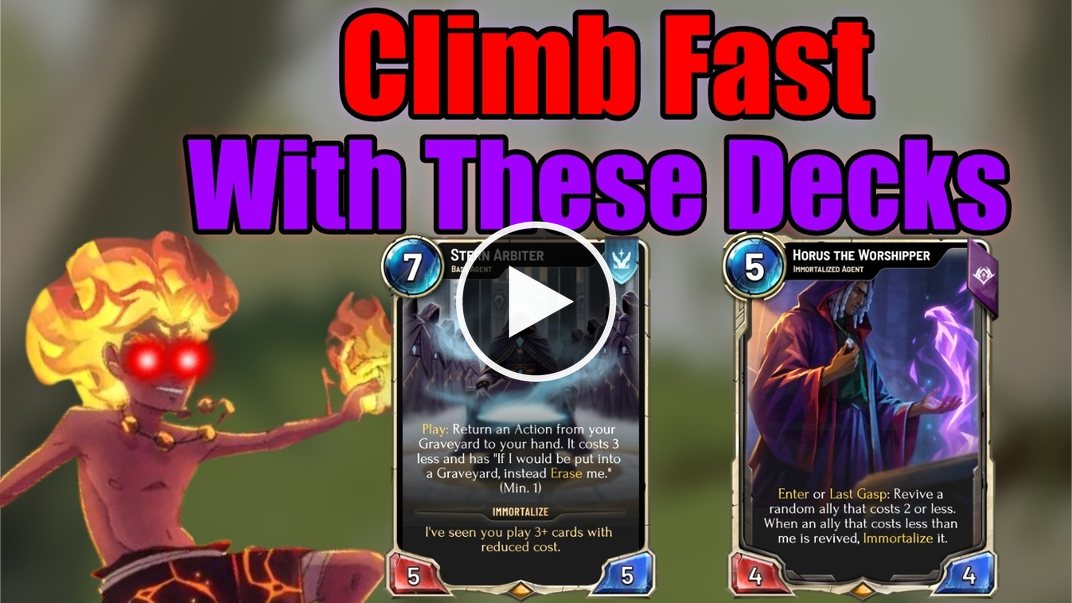 Climb Fast
With These Decks
7
STERN ARBITER
BASE AGENT
Play: Return an Action from your
Graveyard to your hand. It costs 3
less and has "If I would be put into
a Graveyard, instead Erase me."
(Min. 1)
IMMORTALIZE
I've seen you play 3+ cards with
reduced cost.
5
5
5
HORUS THE WORSHIPPER
IMMORTALIZED AGENT
Enter or Last Gasp: Revive a
random ally that costs 2 or less.
When an ally that costs less than
me is revived, Immortalize it.
4
4